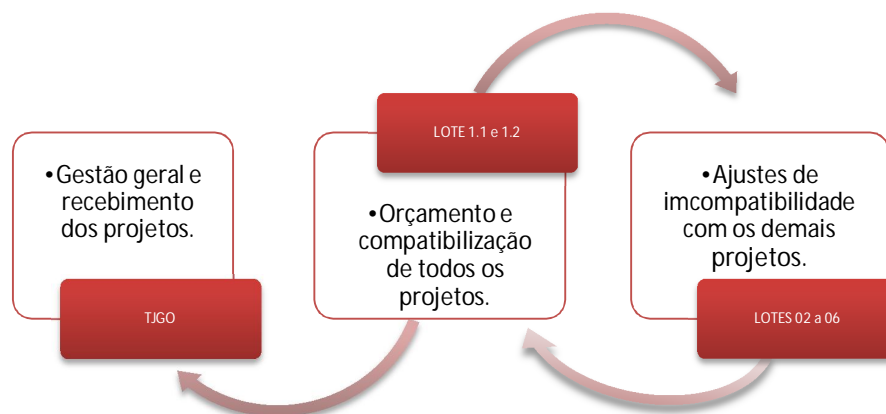 •Gestão geral e
recebimento
dos projetos.
TJGO
LOTE 1.1 e 1.2
•Orçamento e
compatibilização
de todos os
projetos.
•Ajustes de
imcompatibilidade
com os demais
projetos.
LOTES 02 a 06